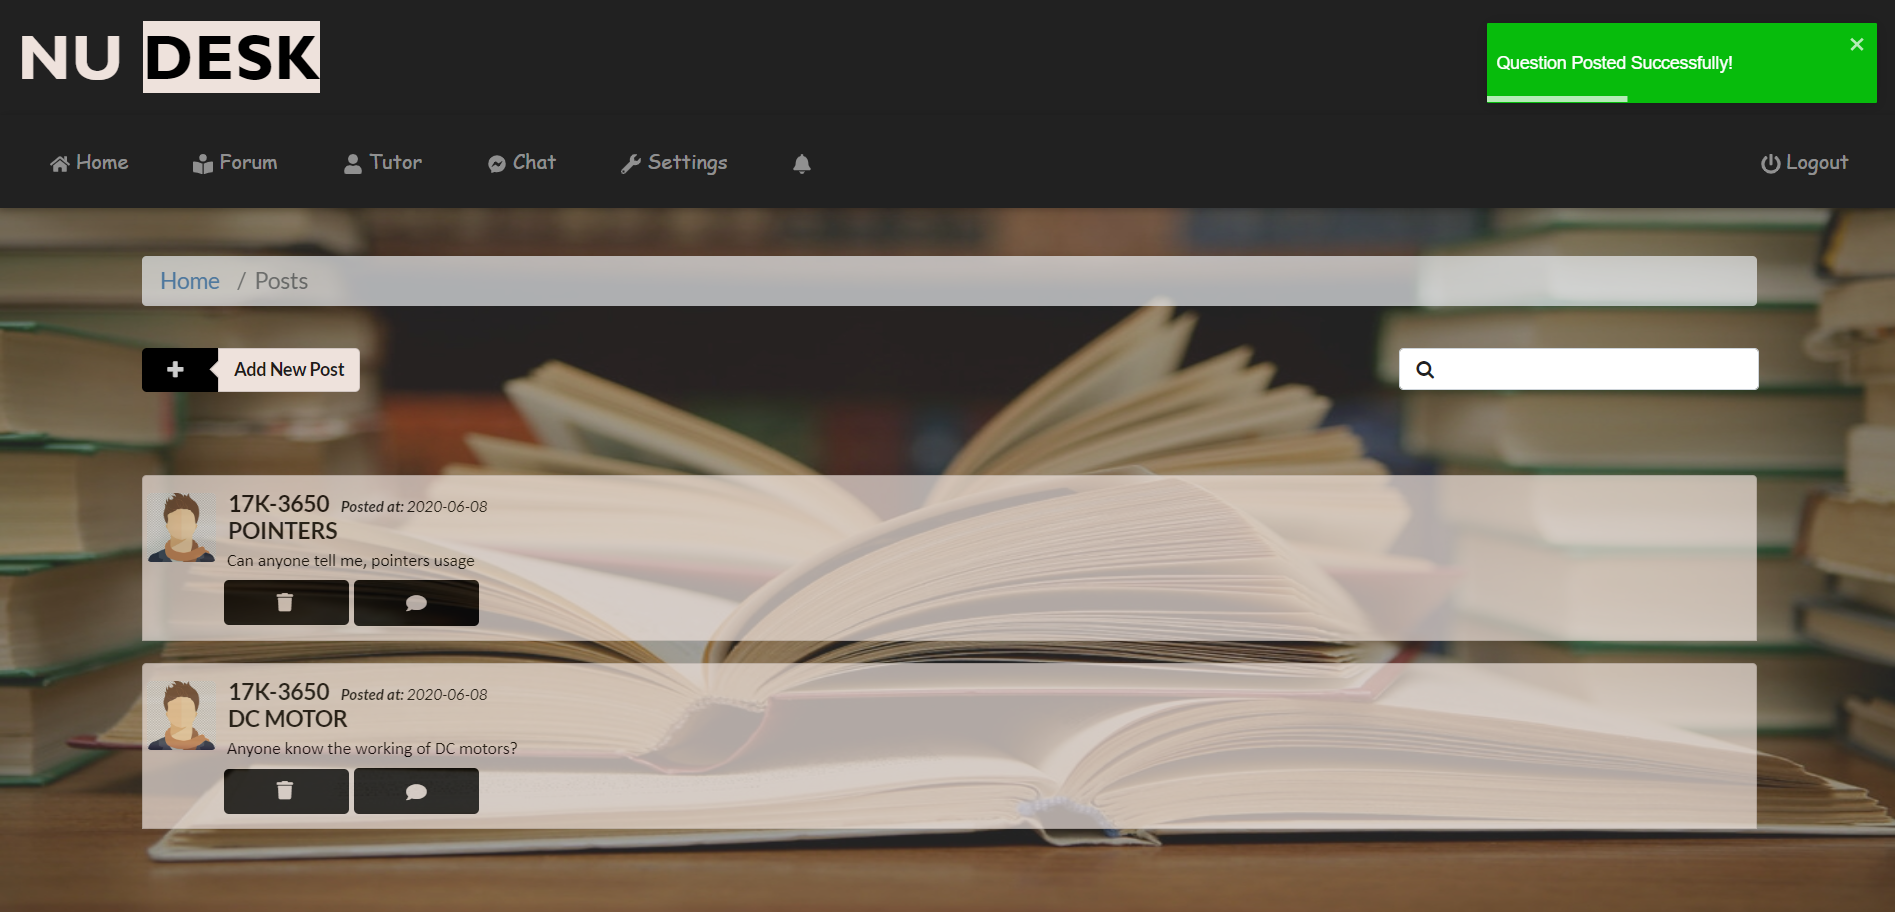 NU DESK
Question Posted Successfully!
Home Forum Tutor Chat Settings Logout
Home / Posts
Add New Post
17K-3650 Posted at: 2020-06-08
POINTERS
Can anyone tell me, pointers usage
17K-3650 Posted at: 2020-06-08
DC MOTOR
Anyone know the working of DC motors?